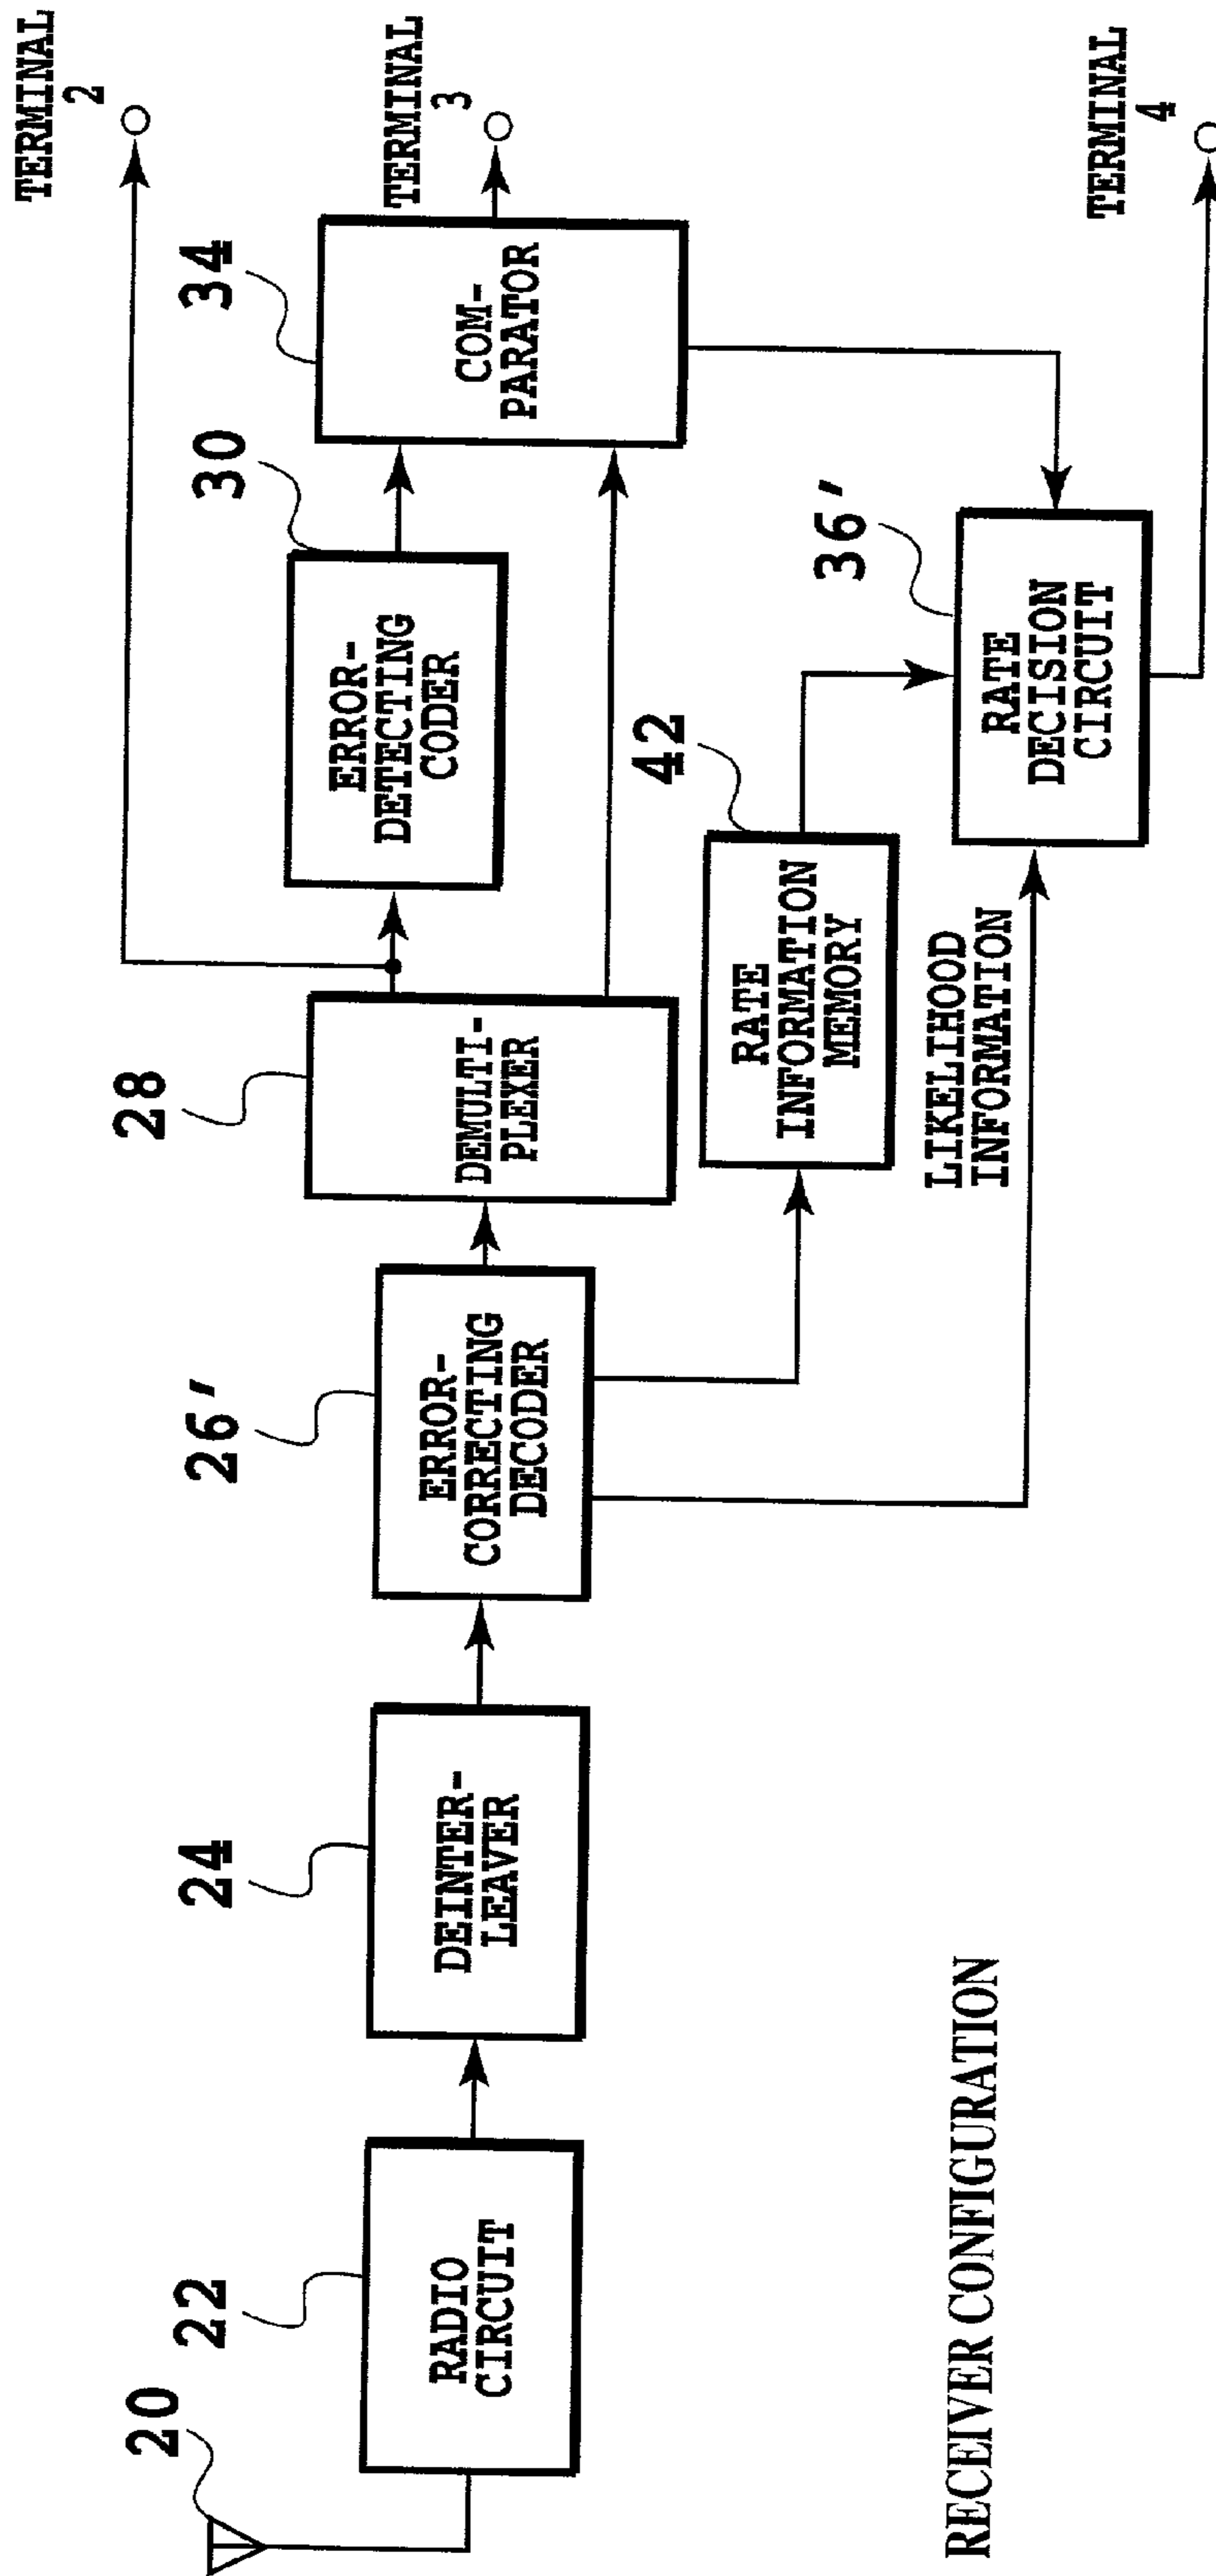 20
22
RADIO
CIRCUIT
24
DEINTER-
LEAVER
26'
ERROR-
CORRECTING
DECODER
28
DEMULTI-
PLEXER
30
ERROR-
DETECTING
CODER
34
COM-
PARATOR
TERMINAL
2
TERMINAL
3
42
RATE
INFORMATION
MEMORY
LIKELIHOOD
INFORMATION
36'
RATE
DECISION
CIRCUIT
TERMINAL
4
RECEIVER CONFIGURATION